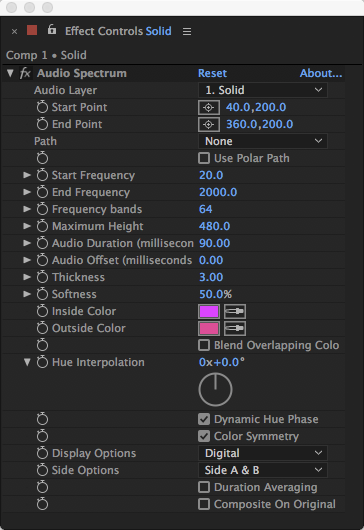 × Effect Controls Solid ≡
Comp 1 • Solid
fx Audio Spectrum Reset About...
Audio Layer 1. Solid
Start Point 40.0,200.0
End Point 360.0,200.0
Path None
Use Polar Path
Start Frequency 20.0
End Frequency 2000.0
Frequency bands 64
Maximum Height 480.0
Audio Duration (millisecon 90.00
Audio Offset (milliseconds 0.00
Thickness 3.00
Softness 50.0%
Inside Color
Outside Color
Blend Overlapping Colo
Hue Interpolation 0x+0.0°
Dynamic Hue Phase
Color Symmetry
Display Options Digital
Side Options Side A & B
Duration Averaging
Composite On Original